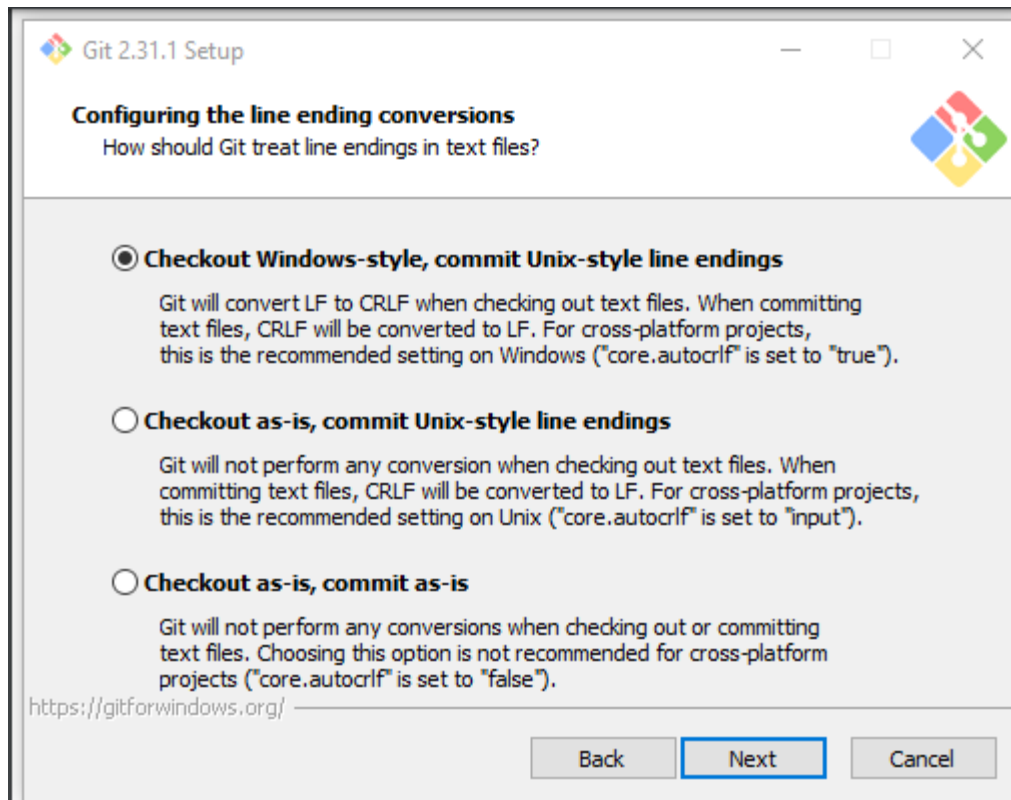 Git 2.31.1 Setup
Configuring the line ending conversions
How should Git treat line endings in text files?
Checkout Windows-style, commit Unix-style line endings
Git will convert LF to CRLF when checking out text files. When committing
text files, CRLF will be converted to LF. For cross-platform projects,
this is the recommended setting on Windows ("core.autocrlf" is set to "true").
Checkout as-is, commit Unix-style line endings
Git will not perform any conversion when checking out text files. When
committing text files, CRLF will be converted to LF. For cross-platform projects,
this is the recommended setting on Unix ("core.autocrlf" is set to "input").
Checkout as-is, commit as-is
Git will not perform any conversions when checking out or committing
text files. Choosing this option is not recommended for cross-platform
projects ("core.autocrlf" is set to "false").
https://gitforwindows.org/
Back Next Cancel